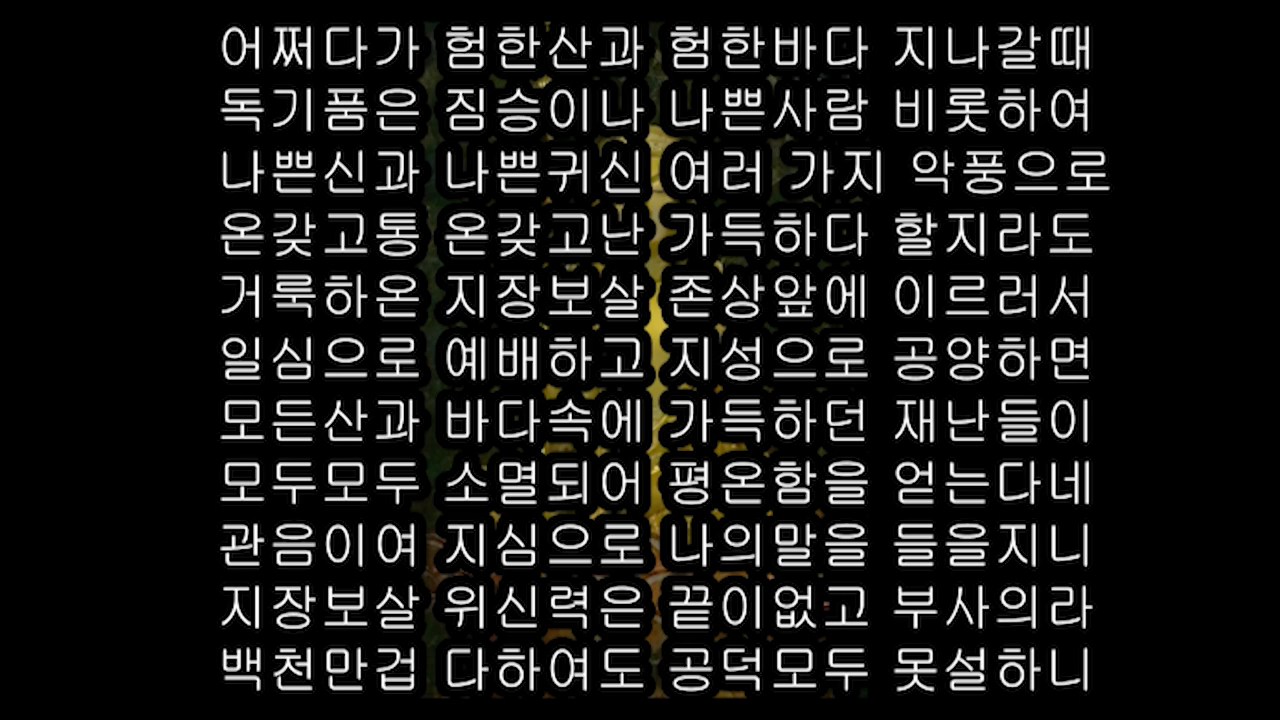 어쩌다가 험한산과 험한바다 지나갈때
독기품은 짐승이나 나쁜사람 비롯하여
나쁜신과 나쁜귀신 여러 가지 악풍으로
온갖고통 온갖고난 가득하다 할지라도
거룩하온 지장보살 존상앞에 이르러서
일심으로 예배하고 지성으로 공양하면
모든산과 바다속에 가득하던 재난들이
모두모두 소멸되어 평온함을 얻는다네
관음이여 지심으로 나의말을 들을지니
지장보살 위신력은 끝이없고 부사의라
백천만겁 다하여도 공덕모두 못설하니